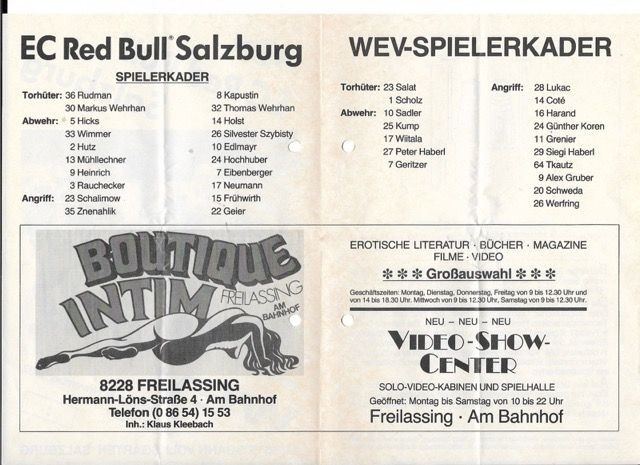 EC Red Bull® Salzburg
SPIELERKADER
Torhüter: 36 Rudman
30 Markus Wehrhan
Abwehr: 5 Hicks
33 Wimmer
2 Hutz
13 Müllechner
9 Heinrich
3 Rauchecker
Angriff: 23 Schalimow
35 Znenahlik
8 Kapustin
32 Thomas Wehrhan
14 Holst
26 Silvester Szybisty
10 Edlmayr
24 Hochhuber
7 Eibenberger
17 Neumann
15 Frühwirth
22 Geier
WEV-SPIELERKADER
Torhüter: 23 Salat
1 Scholz
Abwehr: 10 Sadler
25 Kump
17 Wiitala
27 Peter Haberl
7 Geritzer
Angriff: 28 Lukac
14 Coté
16 Harand
24 Günther Koren
11 Grenier
29 Siegi Haberl
64 Tkautz
9 Alex Gruber
20 Schweda
26 Werfring
BOUTIQUE
INTIM
FREILASSING
AM
BAHNHOF
8228 FREILASSING
Hermann-Löns-Straße 4 · Am Bahnhof
Telefon (0 86 54) 15 53
Inh.: Klaus Kleebach
EROTISCHE LITERATUR · BÜCHER · MAGAZINE
FILME · VIDEO
✻ ✻ ✻ Großauswahl ✻ ✻ ✻
Geschäftszeiten: Montag, Dienstag, Donnerstag, Freitag von 9 bis 12.30 Uhr und
von 14 bis 18.30 Uhr. Mittwoch von 9 bis 12.30 Uhr, Samstag von 9 bis 12.30 Uhr.
NEU – NEU – NEU
VIDEO-SHOW-
CENTER
SOLO-VIDEO-KABINEN UND SPIELHALLE
Geöffnet: Montag bis Samstag von 10 bis 22 Uhr
Freilassing · Am Bahnhof